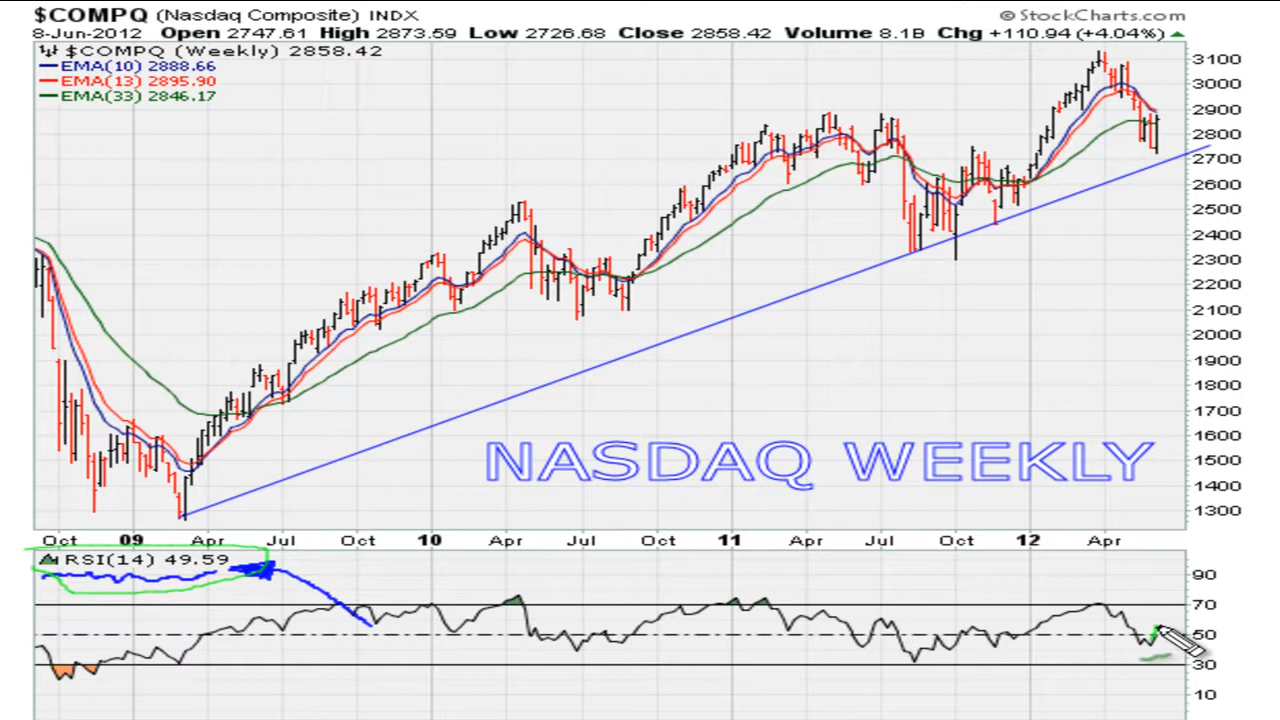 $COMPQ (Nasdaq Composite) INDX © StockCharts.com
8-Jun-2012 Open 2747.61 High 2873.59 Low 2726.68 Close 2858.42 Volume 8.1B Chg +110.94 (+4.04%)
$COMPQ (Weekly) 2858.42
EMA(10) 2888.66
EMA(13) 2895.90
EMA(33) 2846.17
3100
3000
2900
2800
2700
2600
2500
2400
2300
2200
2100
2000
1900
1800
1700
1600
1500
1400
1300
NASDAQ WEEKLY
Oct 09 Apr Jul Oct 10 Apr Jul Oct 11 Apr Jul Oct 12 Apr
RSI(14) 49.59
90
70
50
30
10